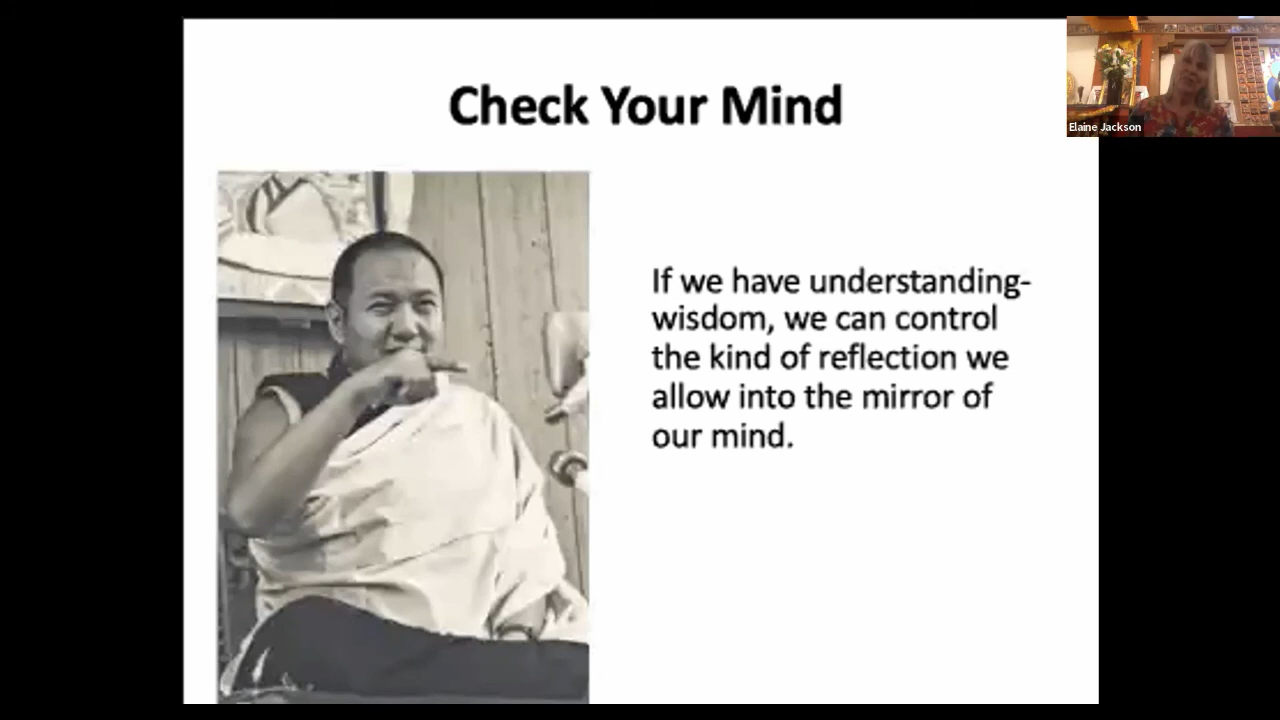 Check Your Mind
Elaine Jackson
If we have understanding-
wisdom, we can control
the kind of reflection we
allow into the mirror of
our mind.